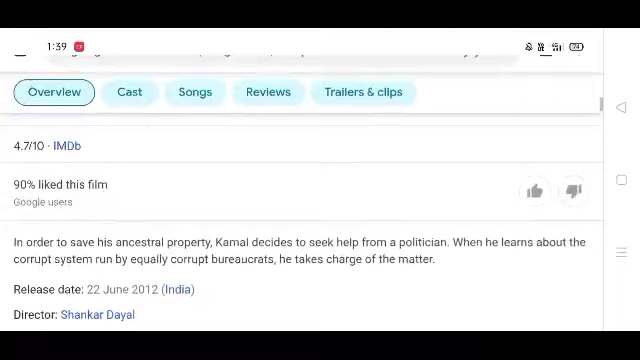 1:39
74
Overview Cast Songs Reviews Trailers & clips
4.7/10 · IMDb
90% liked this film
Google users
In order to save his ancestral property, Kamal decides to seek help from a politician. When he learns about the
corrupt system run by equally corrupt bureaucrats, he takes charge of the matter.
Release date: 22 June 2012 (India)
Director: Shankar Dayal